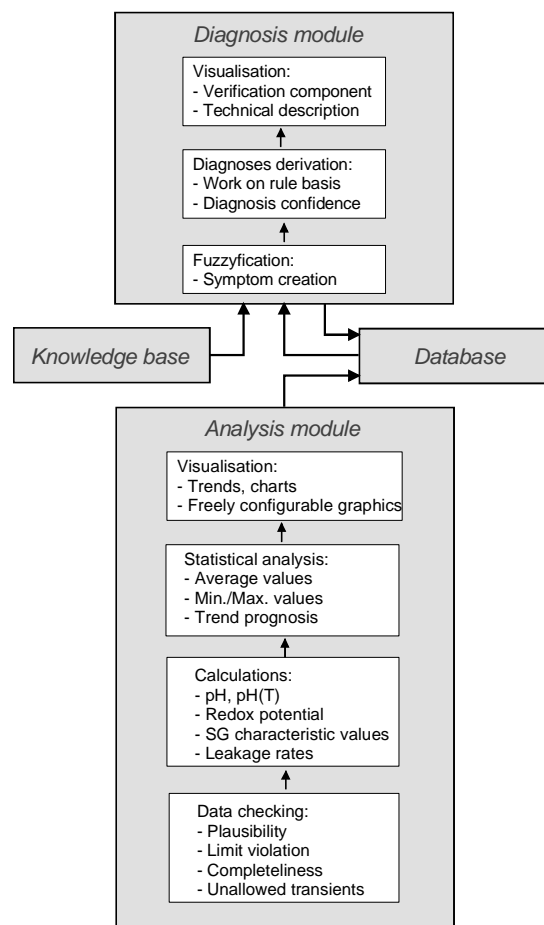 Diagnosis module
Visualisation:
- Verification component
- Technical description
Diagnoses derivation:
- Work on rule basis
- Diagnosis confidence
Fuzzyfication:
- Symptom creation
Knowledge base
Database
Analysis module
Visualisation:
- Trends, charts
- Freely configurable graphics
Statistical analysis:
- Average values
- Min./Max. values
- Trend prognosis
Calculations:
- pH, pH(T)
- Redox potential
- SG characteristic values
- Leakage rates
Data checking:
- Plausibility
- Limit violation
- Completeliness
- Unallowed transients